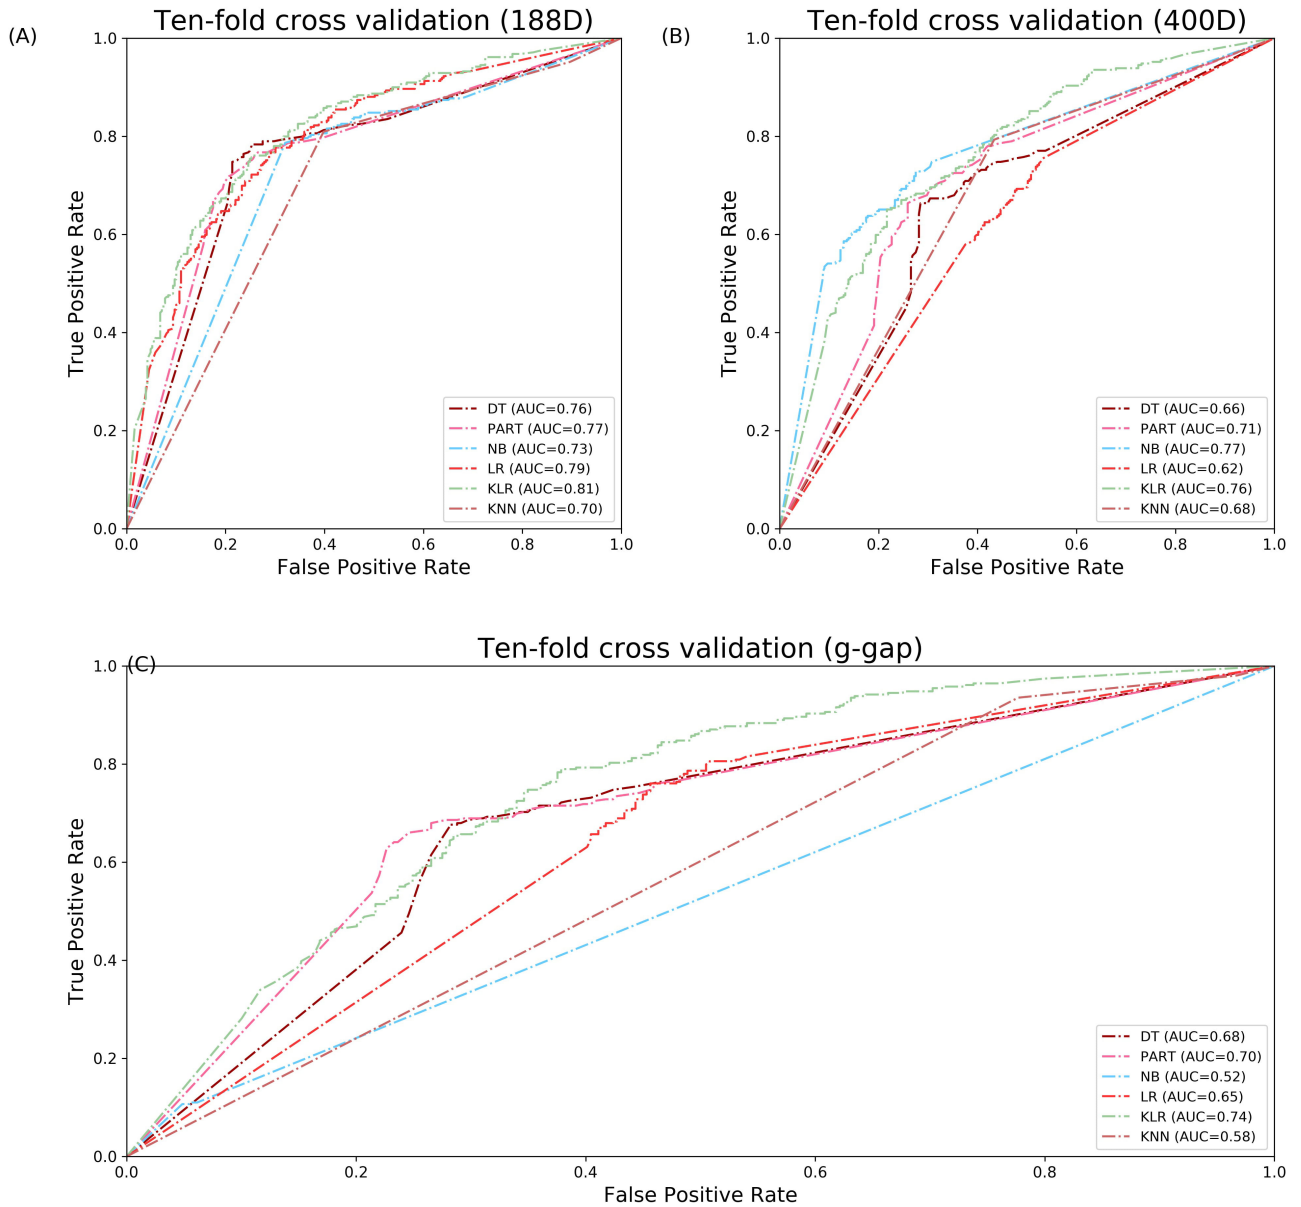 (A)
Ten-fold cross validation (188D)
True Positive Rate
1.0
0.8
0.6
0.4
0.2
0.0
DT (AUC=0.76)
PART (AUC=0.77)
NB (AUC=0.73)
LR (AUC=0.79)
KLR (AUC=0.81)
KNN (AUC=0.70)
0.0 0.2 0.4 0.6 0.8 1.0
False Positive Rate
(B)
Ten-fold cross validation (400D)
True Positive Rate
1.0
0.8
0.6
0.4
0.2
0.0
DT (AUC=0.66)
PART (AUC=0.71)
NB (AUC=0.77)
LR (AUC=0.62)
KLR (AUC=0.76)
KNN (AUC=0.68)
0.0 0.2 0.4 0.6 0.8 1.0
False Positive Rate
(C)
Ten-fold cross validation (g-gap)
True Positive Rate
1.0
0.8
0.6
0.4
0.2
0.0
DT (AUC=0.68)
PART (AUC=0.70)
NB (AUC=0.52)
LR (AUC=0.65)
KLR (AUC=0.74)
KNN (AUC=0.58)
0.0 0.2 0.4 0.6 0.8 1.0
False Positive Rate